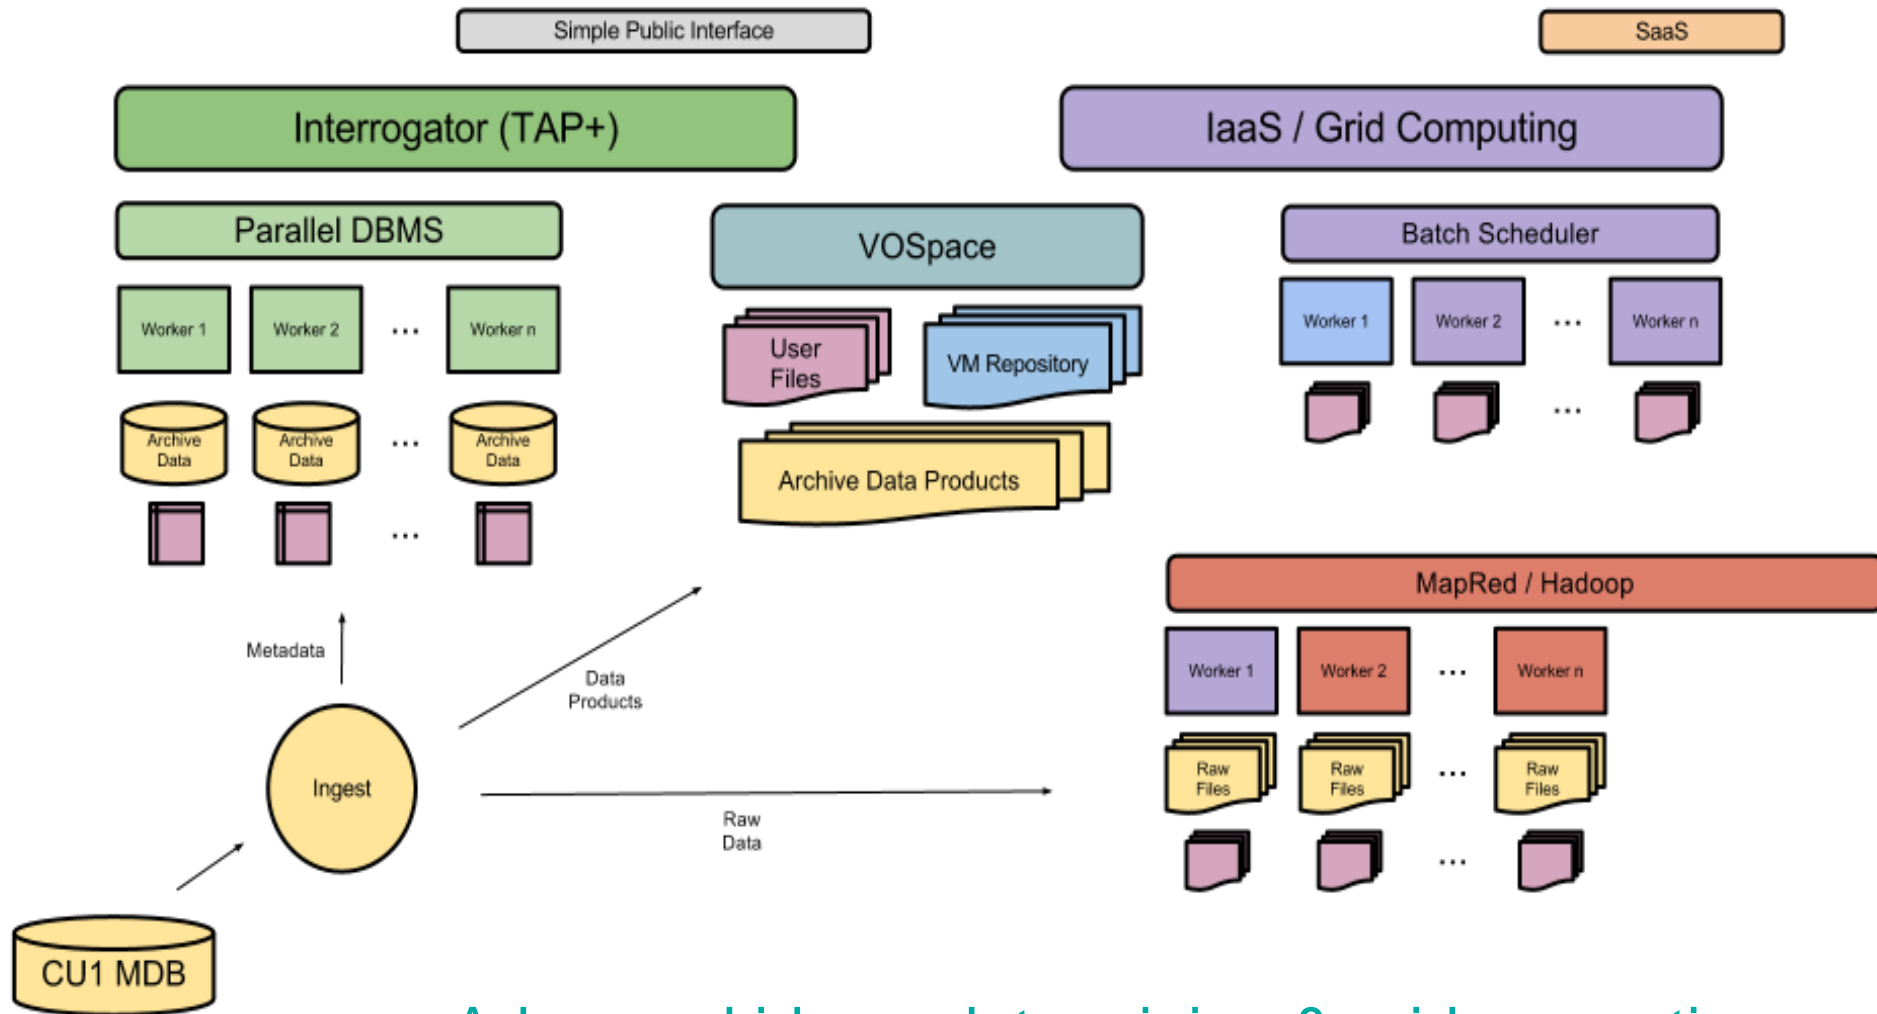 Simple Public Interface
SaaS
Interrogator (TAP+)
IaaS / Grid Computing
Parallel DBMS
VOSpace
Batch Scheduler
Worker 1
Worker 2
...
Worker n
User
Files
VM Repository
Worker 1
Worker 2
...
Worker n
Archive
Data
Archive
Data
...
Archive
Data
Archive Data Products
...
...
MapRed / Hadoop
Metadata
Data
Products
Worker 1
Worker 2
...
Worker n
Ingest
Raw
Data
Raw
Files
Raw
Files
...
Raw
Files
...
CU1 MDB